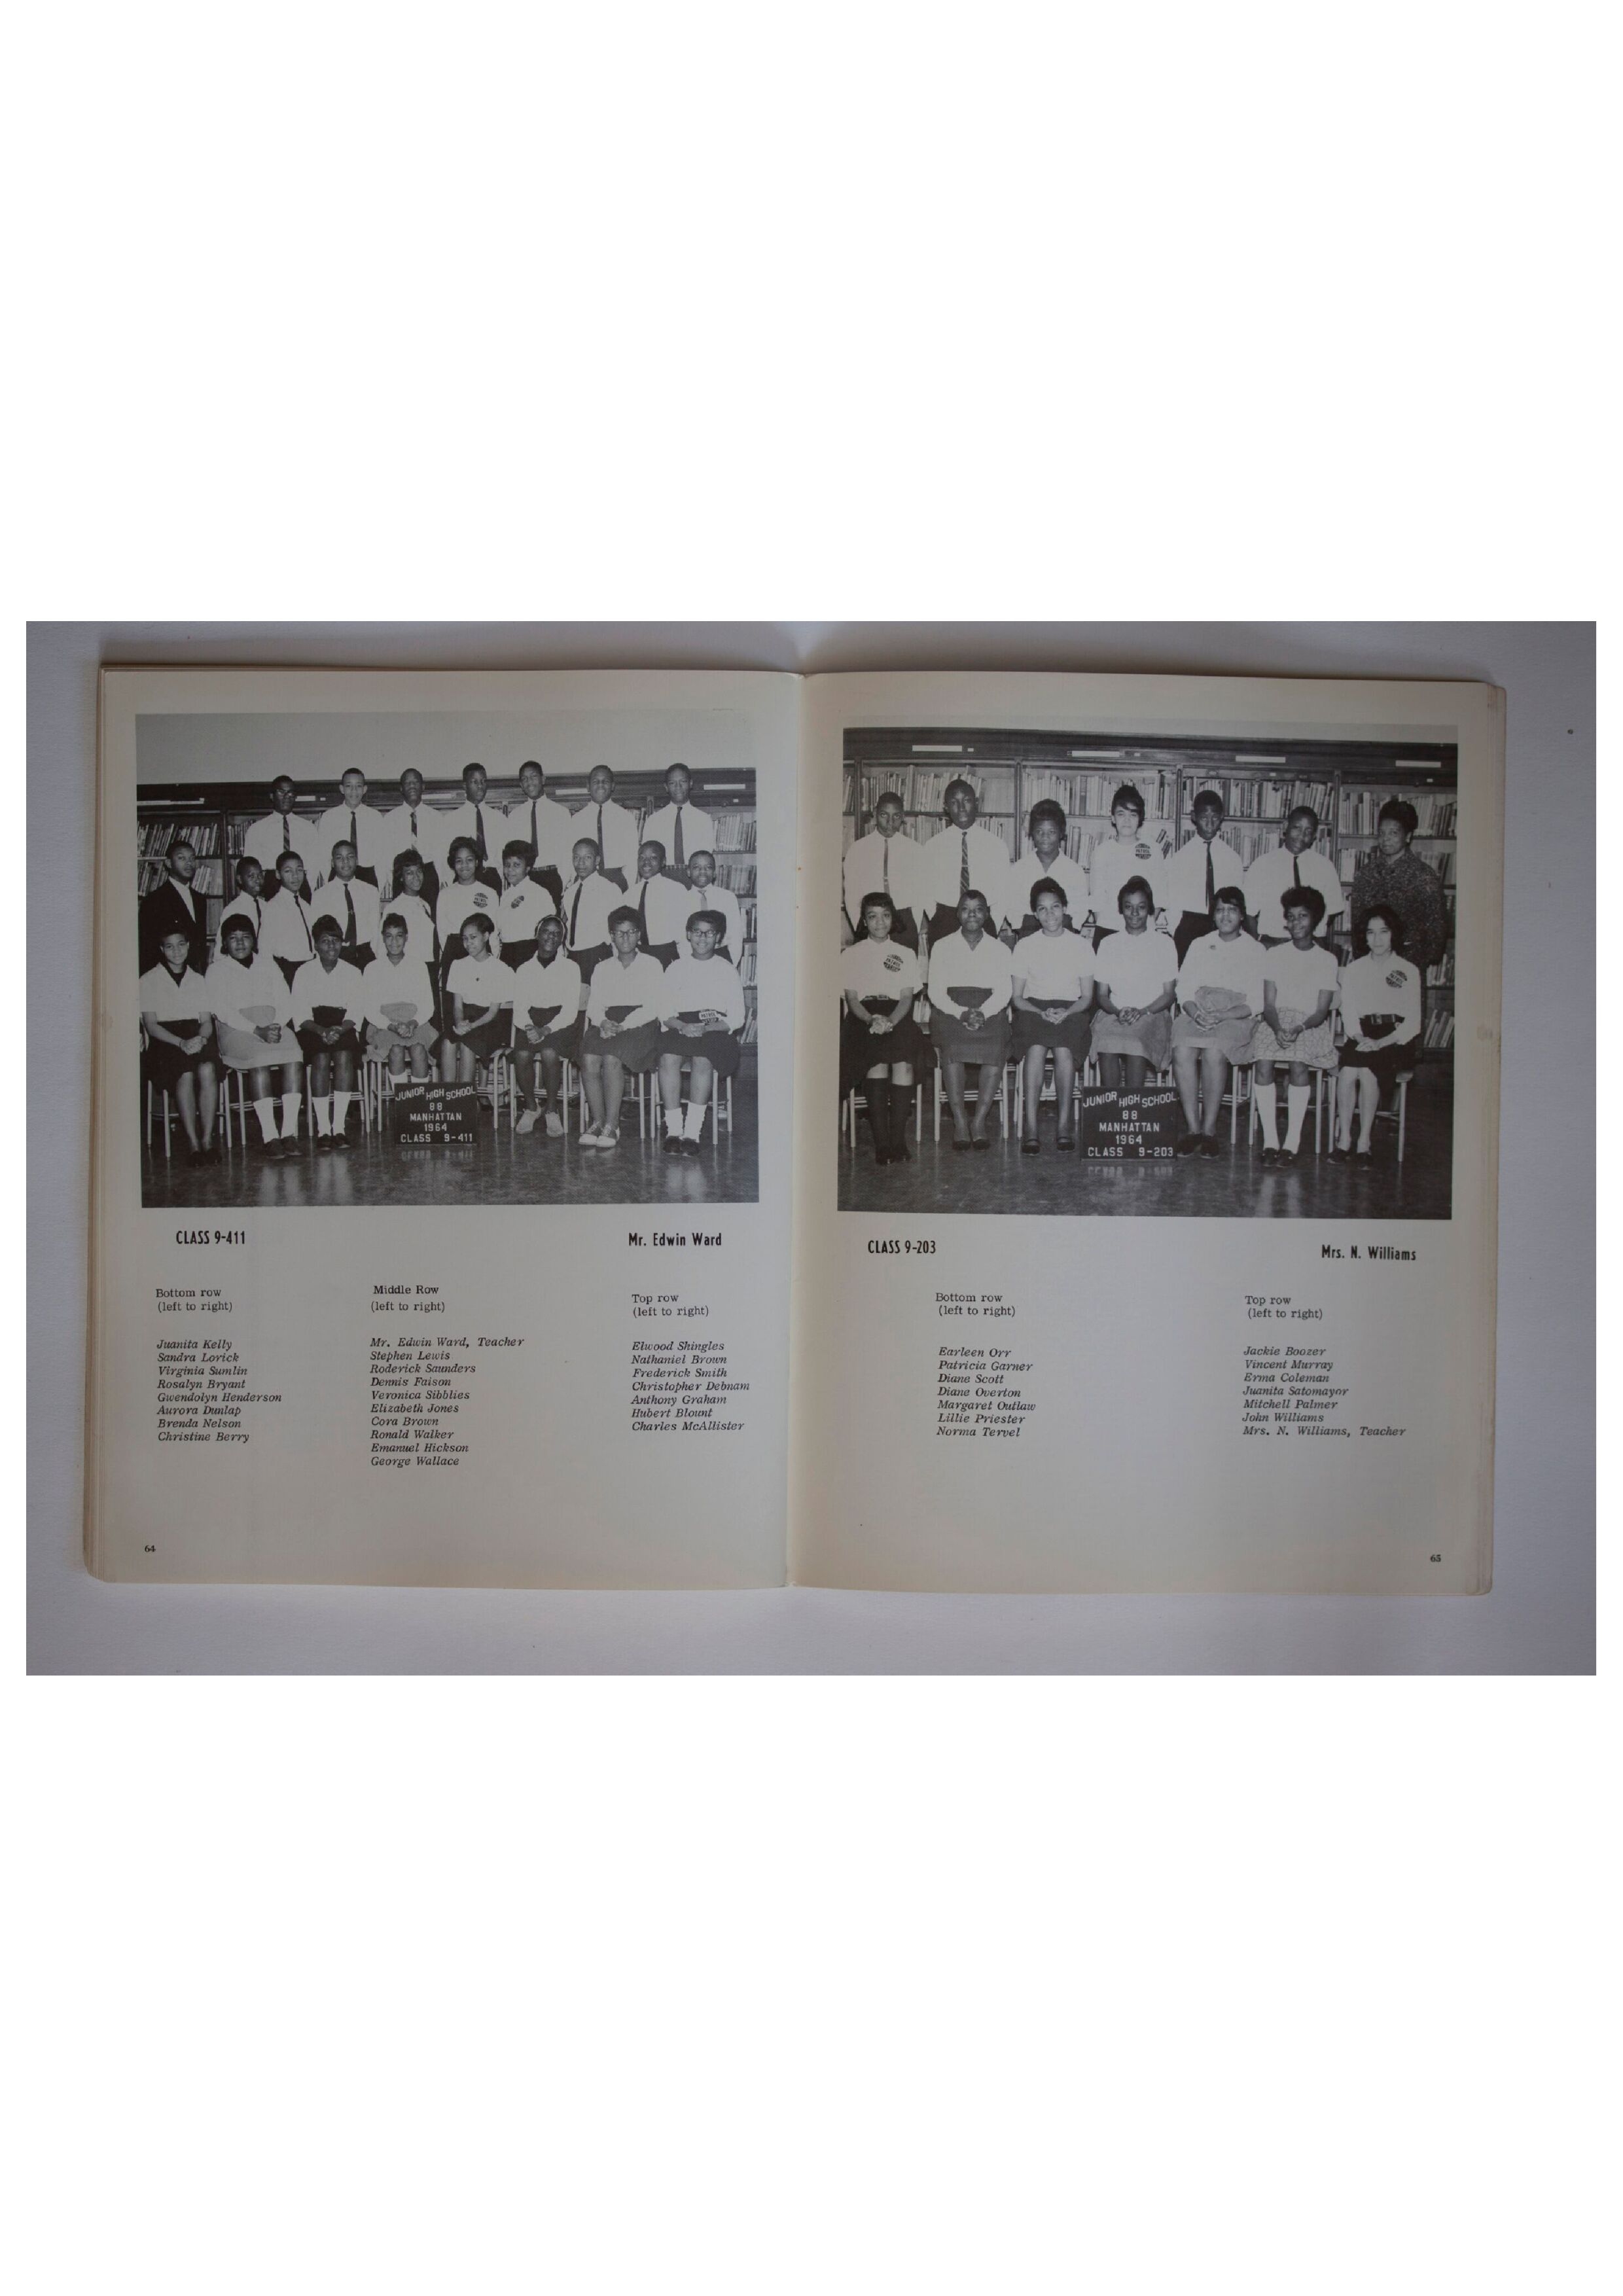 JUNIOR HIGH SCHOOL
88
MANHATTAN
1964
CLASS 9-411
CLASS 9-411
Mr. Edwin Ward
Bottom row
(left to right)
Juanita Kelly
Sandra Lorick
Virginia Sumlin
Rosalyn Bryant
Gwendolyn Henderson
Aurora Dunlap
Brenda Nelson
Christine Berry
Middle Row
(left to right)
Mr. Edwin Ward, Teacher
Stephen Lewis
Roderick Saunders
Dennis Faison
Veronica Sibblies
Elizabeth Jones
Cora Brown
Ronald Walker
Emanuel Hickson
George Wallace
Top row
(left to right)
Elwood Shingles
Nathaniel Brown
Frederick Smith
Christopher Debnam
Anthony Graham
Hubert Blount
Charles McAllister
64
JUNIOR HIGH SCHOOL
88
MANHATTAN
1964
CLASS 9-203
CLASS 9-203
Mrs. N. Williams
Bottom row
(left to right)
Earleen Orr
Patricia Garner
Diane Scott
Diane Overton
Margaret Outlaw
Lillie Priester
Norma Tervel
Top row
(left to right)
Jackie Boozer
Vincent Murray
Erma Coleman
Juanita Satomayor
Mitchell Palmer
John Williams
Mrs. N. Williams, Teacher
65